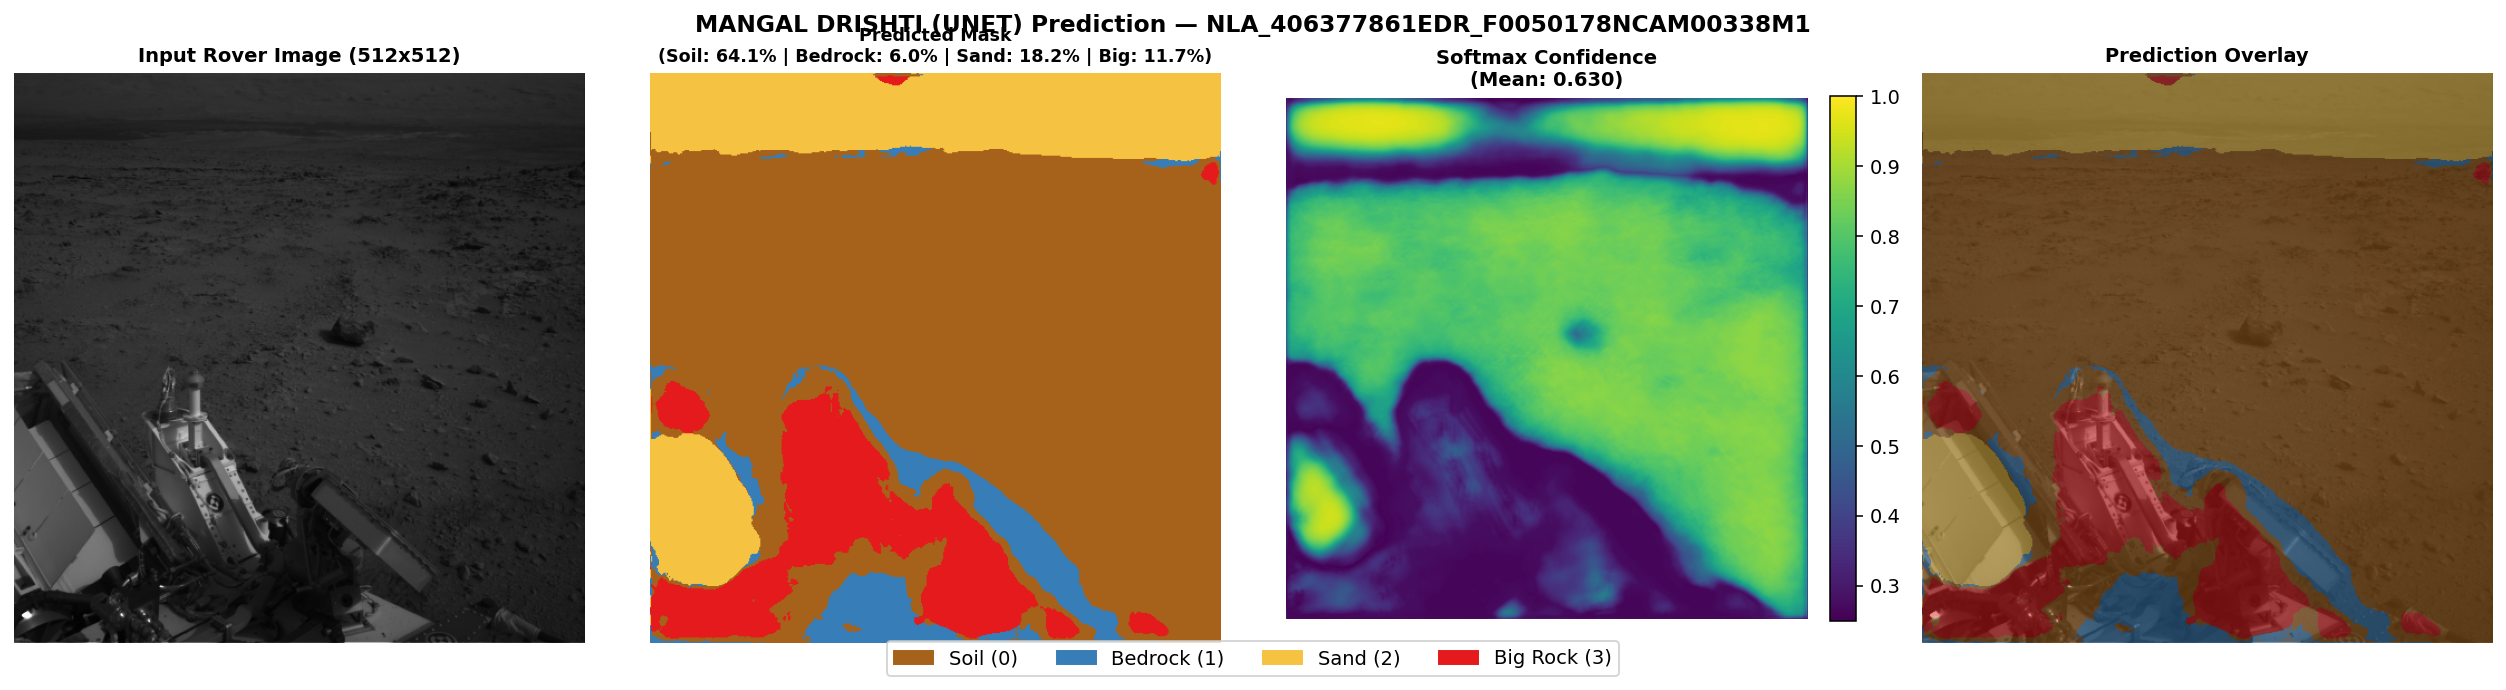 MANGAL DRISHTI (UNET) Prediction — NLA_406377861EDR_F0050178NCAM00338M1
Input Rover Image (512x512)
Predicted Mask
(Soil: 64.1% | Bedrock: 6.0% | Sand: 18.2% | Big: 11.7%)
Softmax Confidence
(Mean: 0.630)
Prediction Overlay
1.0
0.9
0.8
0.7
0.6
0.5
0.4
0.3
Soil (0)
Bedrock (1)
Sand (2)
Big Rock (3)